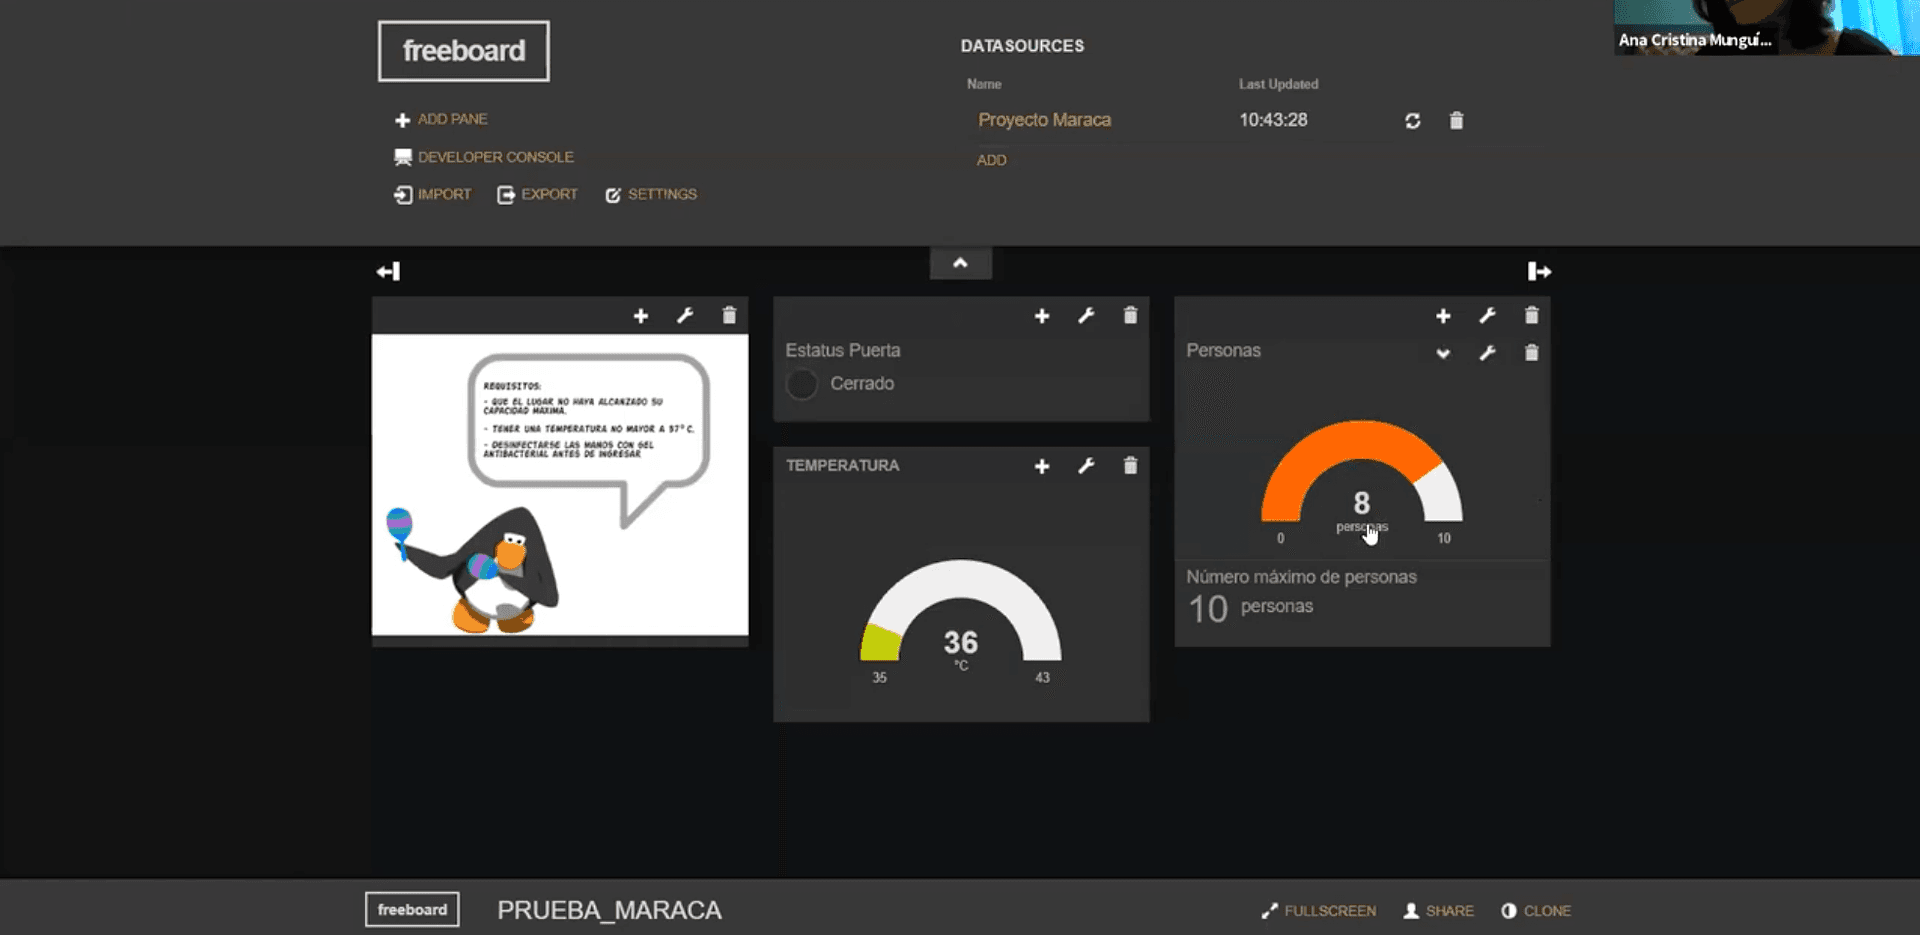 freeboard
ADD PANE
DEVELOPER CONSOLE
IMPORT EXPORT SETTINGS
DATASOURCES
Name Last Updated
Proyecto Maraca 10:43:28
ADD
Ana Cristina Munguí...
REQUISITOS:
- QUE EL LUGAR NO HAYA ALCANZADO SU
CAPACIDAD MAXIMA.
- TENER UNA TEMPERATURA NO MAYOR A 37° C.
- DESINFECTARSE LAS MANOS CON GEL
ANTIBACTERIAL ANTES DE INGRESAR
Estatus Puerta
Cerrado
TEMPERATURA
36
°C
35 43
Personas
8
personas
0 10
Número máximo de personas
10 personas
freeboard PRUEBA_MARACA FULLSCREEN SHARE CLONE